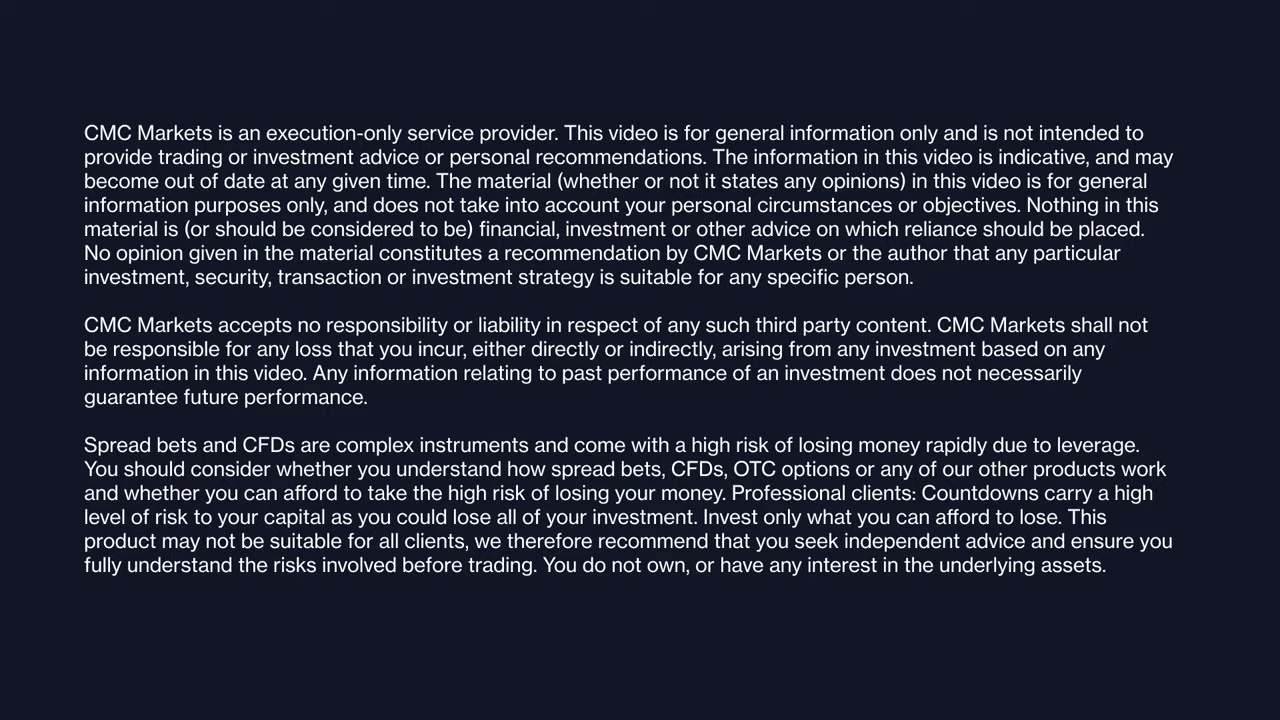 CMC Markets is an execution-only service provider. This video is for general information only and is not intended to
provide trading or investment advice or personal recommendations. The information in this video is indicative, and may
become out of date at any given time. The material (whether or not it states any opinions) in this video is for general
information purposes only, and does not take into account your personal circumstances or objectives. Nothing in this
material is (or should be considered to be) financial, investment or other advice on which reliance should be placed.
No opinion given in the material constitutes a recommendation by CMC Markets or the author that any particular
investment, security, transaction or investment strategy is suitable for any specific person.
CMC Markets accepts no responsibility or liability in respect of any such third party content. CMC Markets shall not
be responsible for any loss that you incur, either directly or indirectly, arising from any investment based on any
information in this video. Any information relating to past performance of an investment does not necessarily
guarantee future performance.
Spread bets and CFDs are complex instruments and come with a high risk of losing money rapidly due to leverage.
You should consider whether you understand how spread bets, CFDs, OTC options or any of our other products work
and whether you can afford to take the high risk of losing your money. Professional clients: Countdowns carry a high
level of risk to your capital as you could lose all of your investment. Invest only what you can afford to lose. This
product may not be suitable for all clients, we therefore recommend that you seek independent advice and ensure you
fully understand the risks involved before trading. You do not own, or have any interest in the underlying assets.